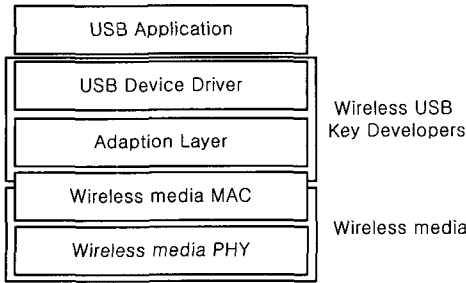 USB Application
USB Device Driver
Adaption Layer
Wireless media MAC
Wireless media PHY
Wireless USB
Key Developers
Wireless media